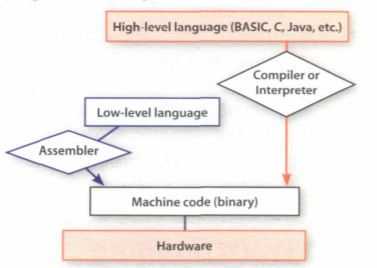 High-level language (BASIC, C, Java, etc.)
Compiler or
Interpreter
Low-level language
Assembler
Machine code (binary)
Hardware